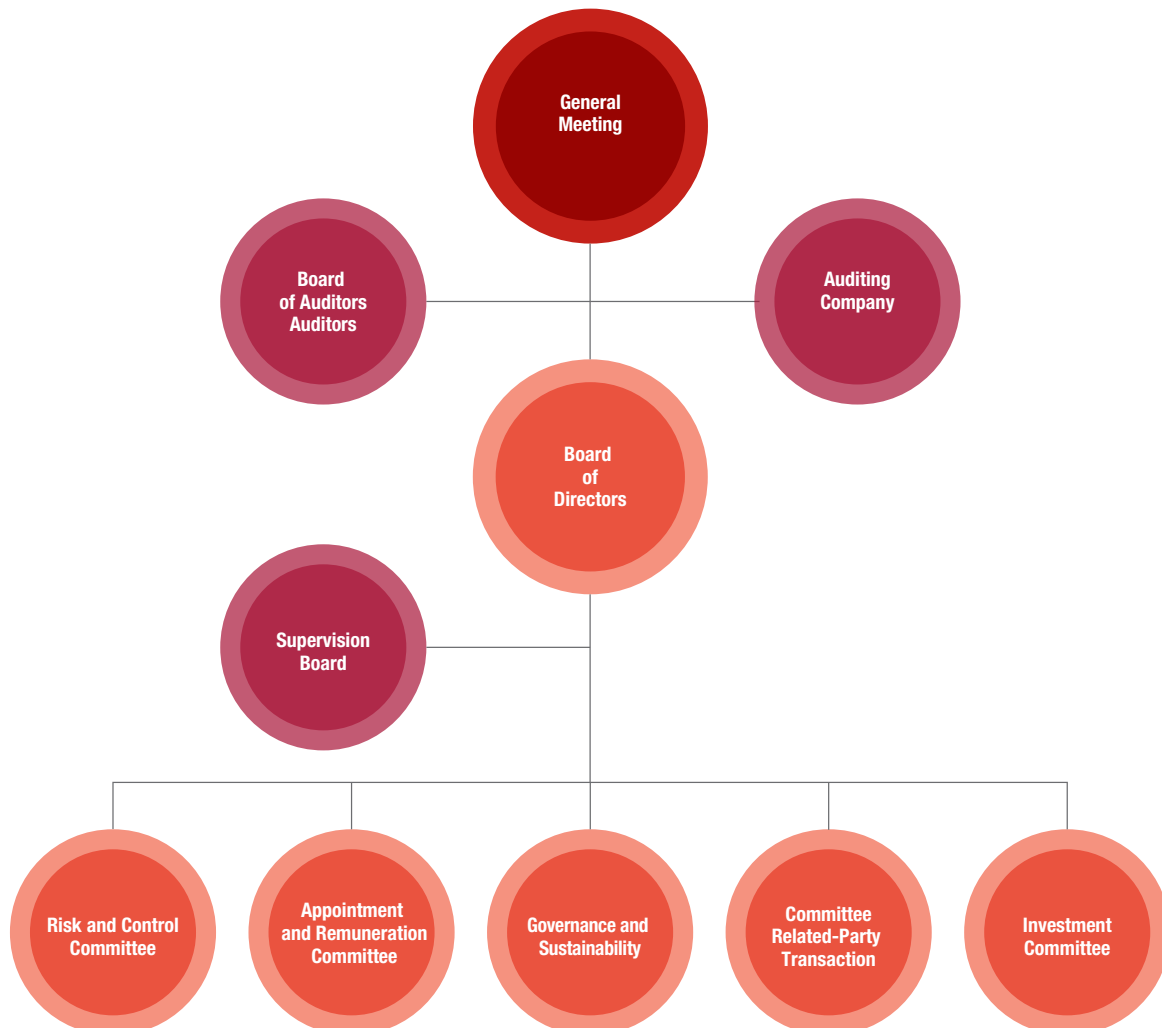 General
Meeting
Board
of Auditors
Auditors
Auditing
Company
Board
of
Directors
Supervision
Board
Risk and Control
Committee
Appointment
and Remuneration
Committee
Governance and
Sustainability
Committee
Related-Party
Transaction
Investment
Committee